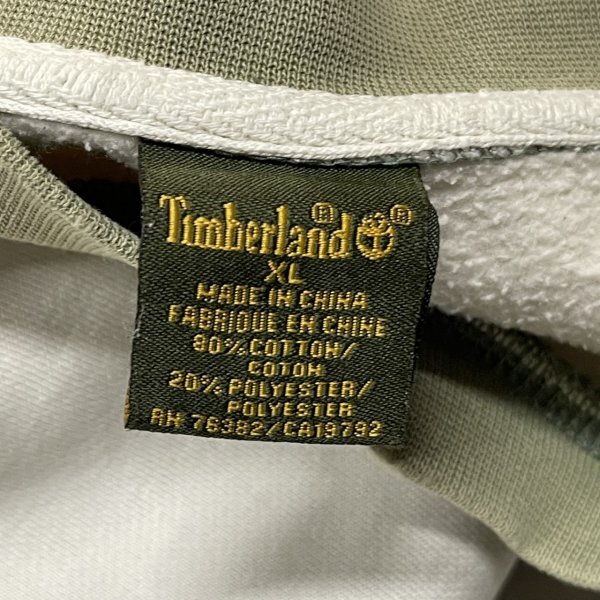 Timberland® ®
XL
MADE IN CHINA
FABRIQUE EN CHINE
80% COTTON/
COTON
20% POLYESTER/
POLYESTER
RN 76382/CA19792